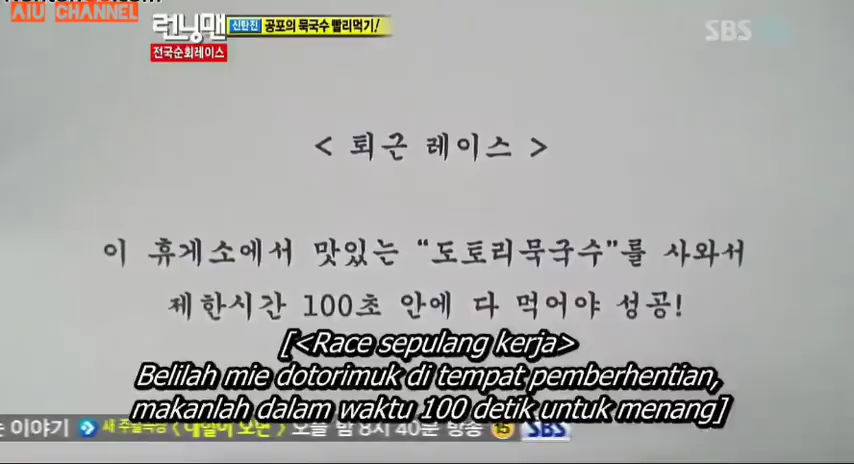 AIU CHANNEL
런닝맨 신탄진 공포의 묵국수 빨리먹기!
전국순회레이스
SBS
< 퇴근 레이스 >
이 휴게소에서 맛있는 “도토리묵국수”를 사와서
제한시간 100초 안에 다 먹어야 성공!
[<Race sepulang kerja>
Belilah mie dotorimuk di tempat pemberhentian,
makanlah dalam waktu 100 detik untuk menang]
이야기 새 주말극장 <내일이 오면> 오늘 밤 8시 40분 방송 15 SBS